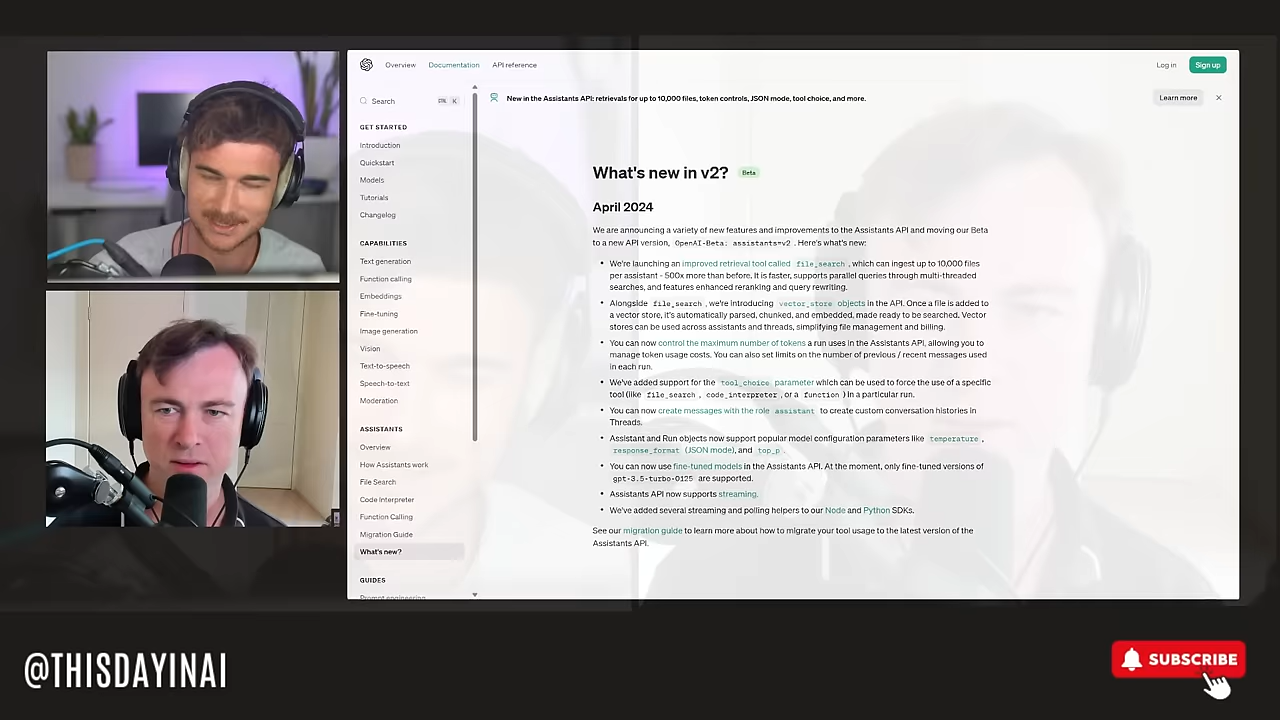 Overview Documentation API reference Log in Sign up
Search CTRL K
New in the Assistants API: retrievals for up to 10,000 files, token controls, JSON mode, tool choice, and more. Learn more ×
GET STARTED
Introduction
Quickstart
Models
Tutorials
Changelog
CAPABILITIES
Text generation
Function calling
Embeddings
Fine-tuning
Image generation
Vision
Text-to-speech
Speech-to-text
Moderation
ASSISTANTS
Overview
How Assistants work
File Search
Code Interpreter
Function Calling
Migration Guide
What's new?
GUIDES
Prompt engineering
What's new in v2? Beta
April 2024
We are announcing a variety of new features and improvements to the Assistants API and moving our Beta
to a new API version, OpenAI-Beta: assistants=v2 . Here's what's new:
• We're launching an improved retrieval tool called file_search , which can ingest up to 10,000 files
per assistant - 500x more than before. It is faster, supports parallel queries through multi-threaded
searches, and features enhanced reranking and query rewriting.
• Alongside file_search , we're introducing vector_store objects in the API. Once a file is added to
a vector store, it's automatically parsed, chunked, and embedded, made ready to be searched. Vector
stores can be used across assistants and threads, simplifying file management and billing.
• You can now control the maximum number of tokens a run uses in the Assistants API, allowing you to
manage token usage costs. You can also set limits on the number of previous / recent messages used
in each run.
• We've added support for the tool_choice parameter which can be used to force the use of a specific
tool (like file_search , code_interpreter , or a function ) in a particular run.
• You can now create messages with the role assistant to create custom conversation histories in
Threads.
• Assistant and Run objects now support popular model configuration parameters like temperature ,
response_format (JSON mode), and top_p .
• You can now use fine-tuned models in the Assistants API. At the moment, only fine-tuned versions of
gpt-3.5-turbo-0125 are supported.
• Assistants API now supports streaming.
• We've added several streaming and polling helpers to our Node and Python SDKs.
See our migration guide to learn more about how to migrate your tool usage to the latest version of the
Assistants API.
@THISDAYINAI
SUBSCRIBE